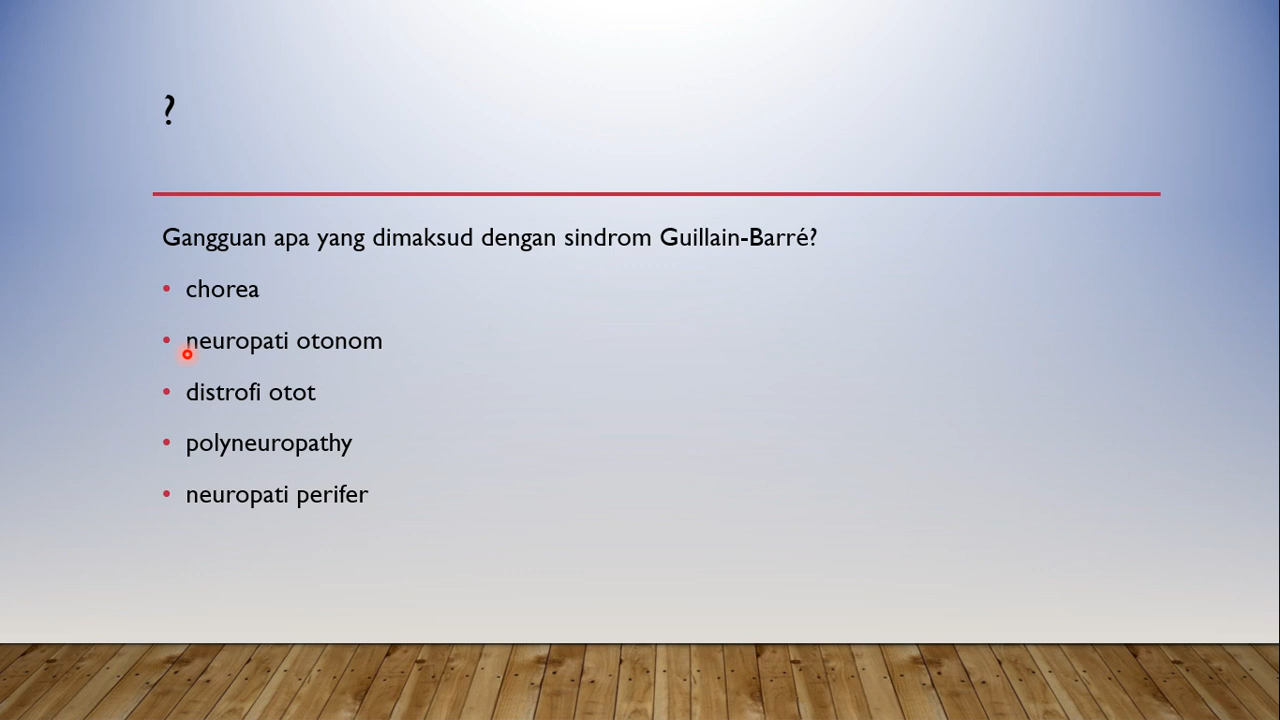 ?
Gangguan apa yang dimaksud dengan sindrom Guillain-Barré?
• chorea
• neuropati otonom
• distrofi otot
• polyneuropathy
• neuropati perifer